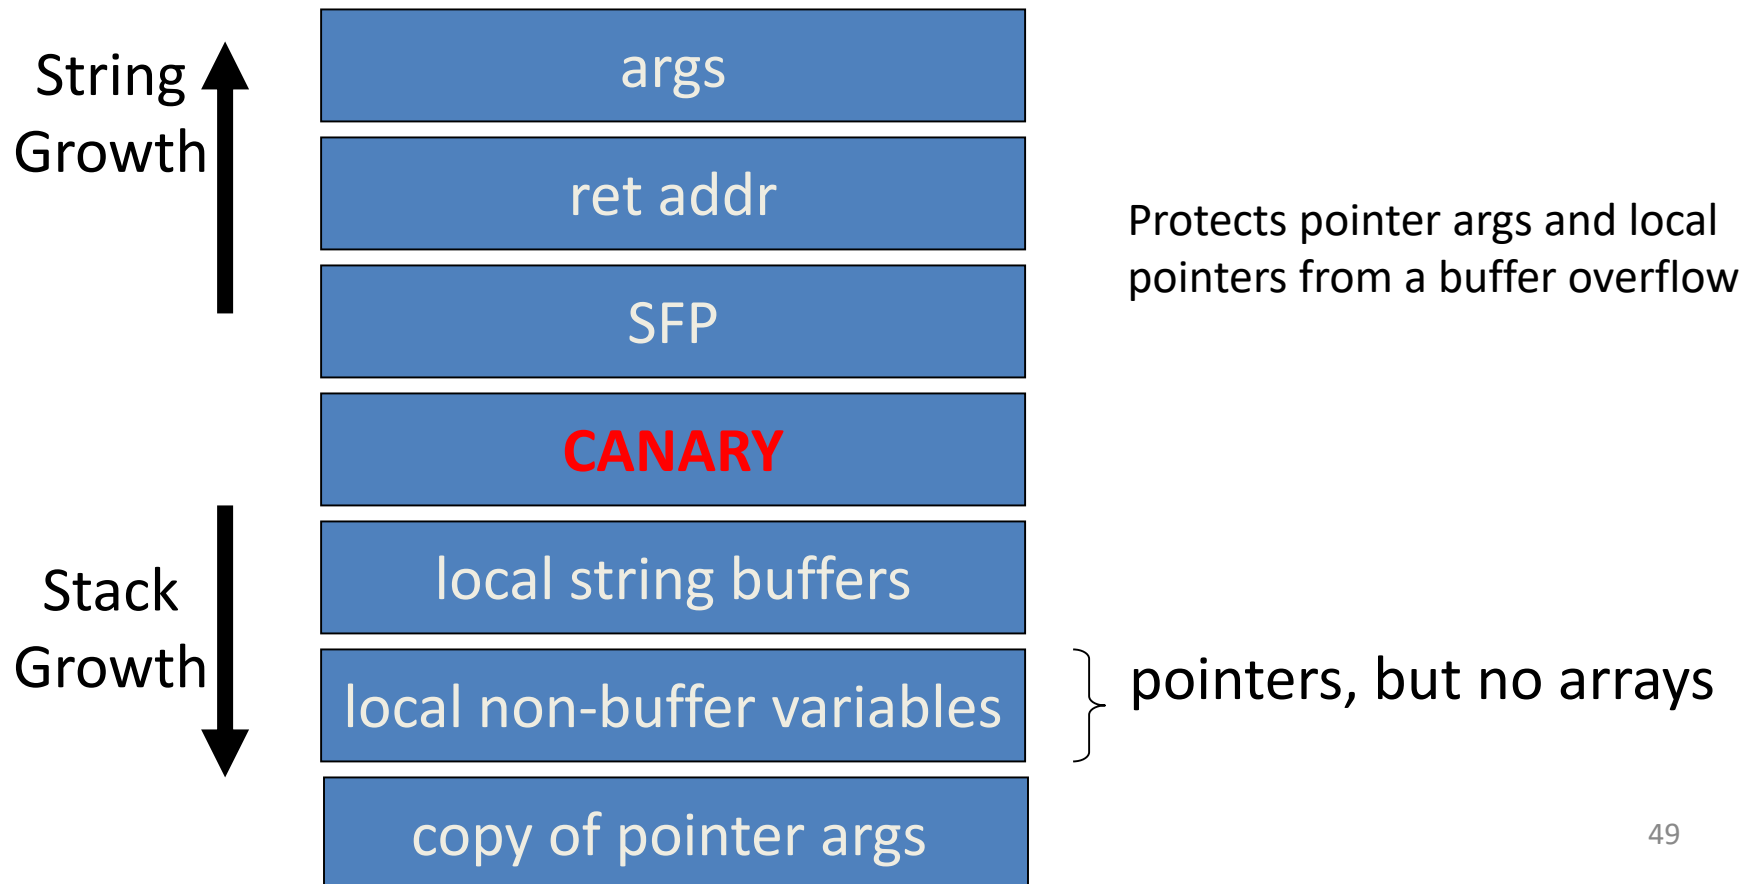 String
Growth
args
ret addr
SFP
CANARY
Stack
Growth
local string buffers
local non-buffer variables
copy of pointer args
Protects pointer args and local
pointers from a buffer overflow
pointers, but no arrays
49